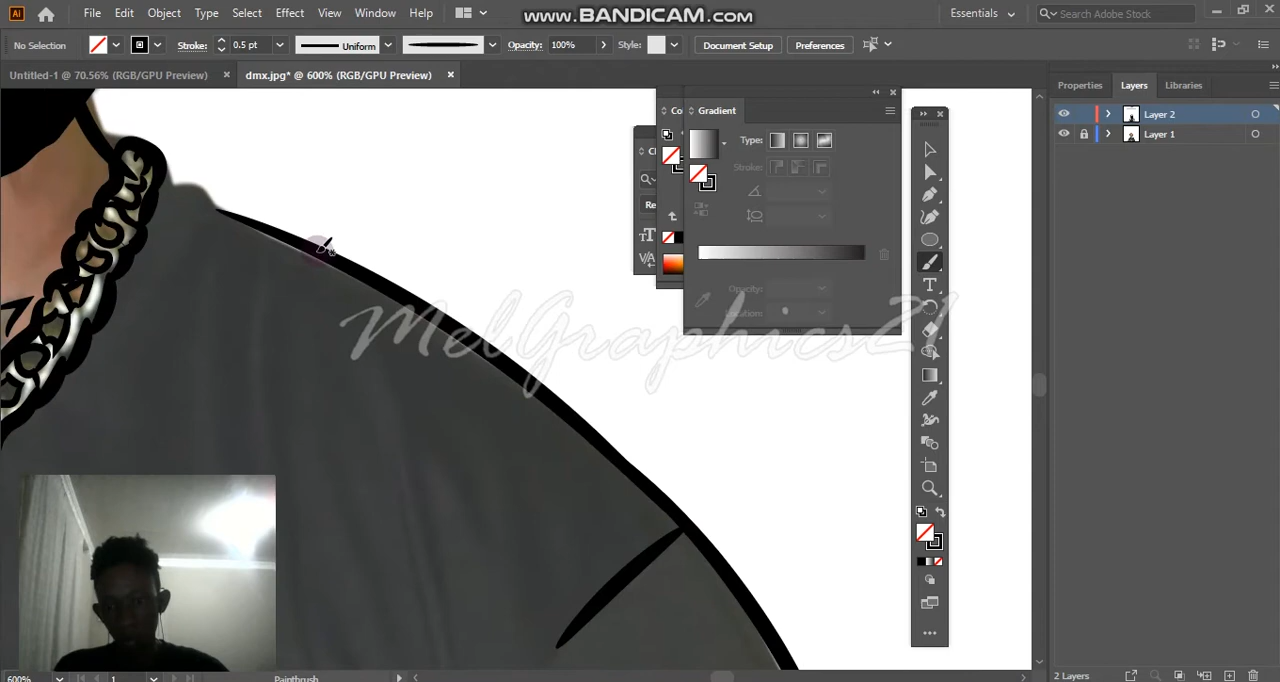 File Edit Object Type Select Effect View Window Help
www.BANDICAM.com
Essentials
Search Adobe Stock
No Selection
Stroke: 0.5 pt
Uniform
Opacity: 100%
Style:
Document Setup
Preferences
Untitled-1 @ 70.56% (RGB/GPU Preview)
dmx.jpg* @ 600% (RGB/GPU Preview)
Properties Layers Libraries
Co
Gradient
Type:
Stroke:
Opacity:
Location:
Re
Layer 2
Layer 1
MelGraphics21
600%
1
Paintbrush
2 Layers